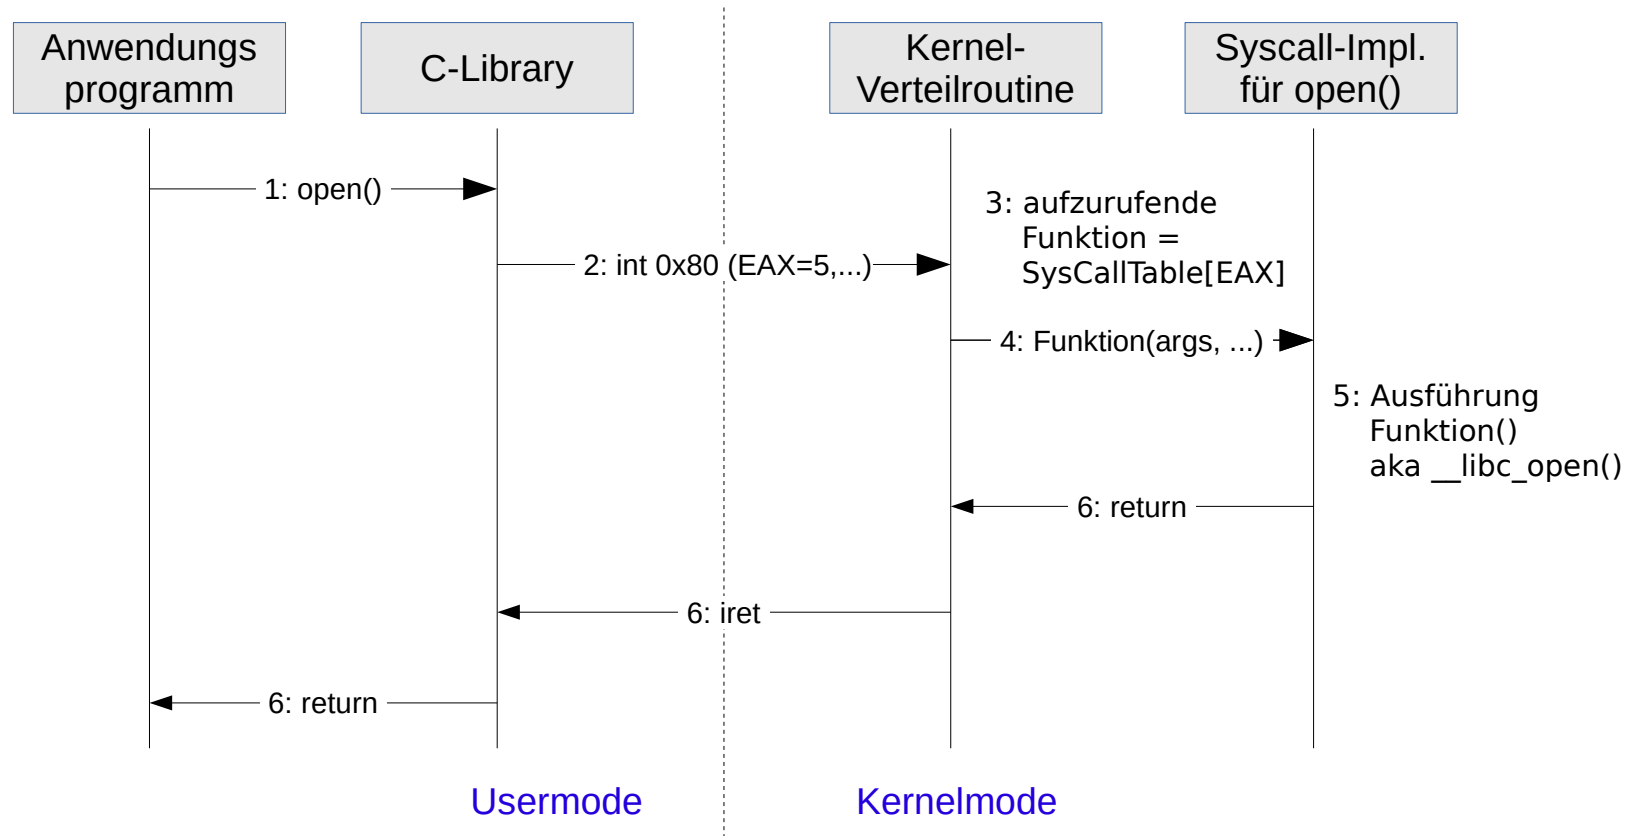 Anwendungs
programm
C-Library
Kernel-
Verteilroutine
Syscall-Impl.
für open()
1: open()
2: int 0x80 (EAX=5,...)
3: aufzurufende
Funktion =
SysCallTable[EAX]
4: Funktion(args, ...)
5: Ausführung
Funktion()
aka __libc_open()
6: return
6: iret
6: return
Usermode
Kernelmode